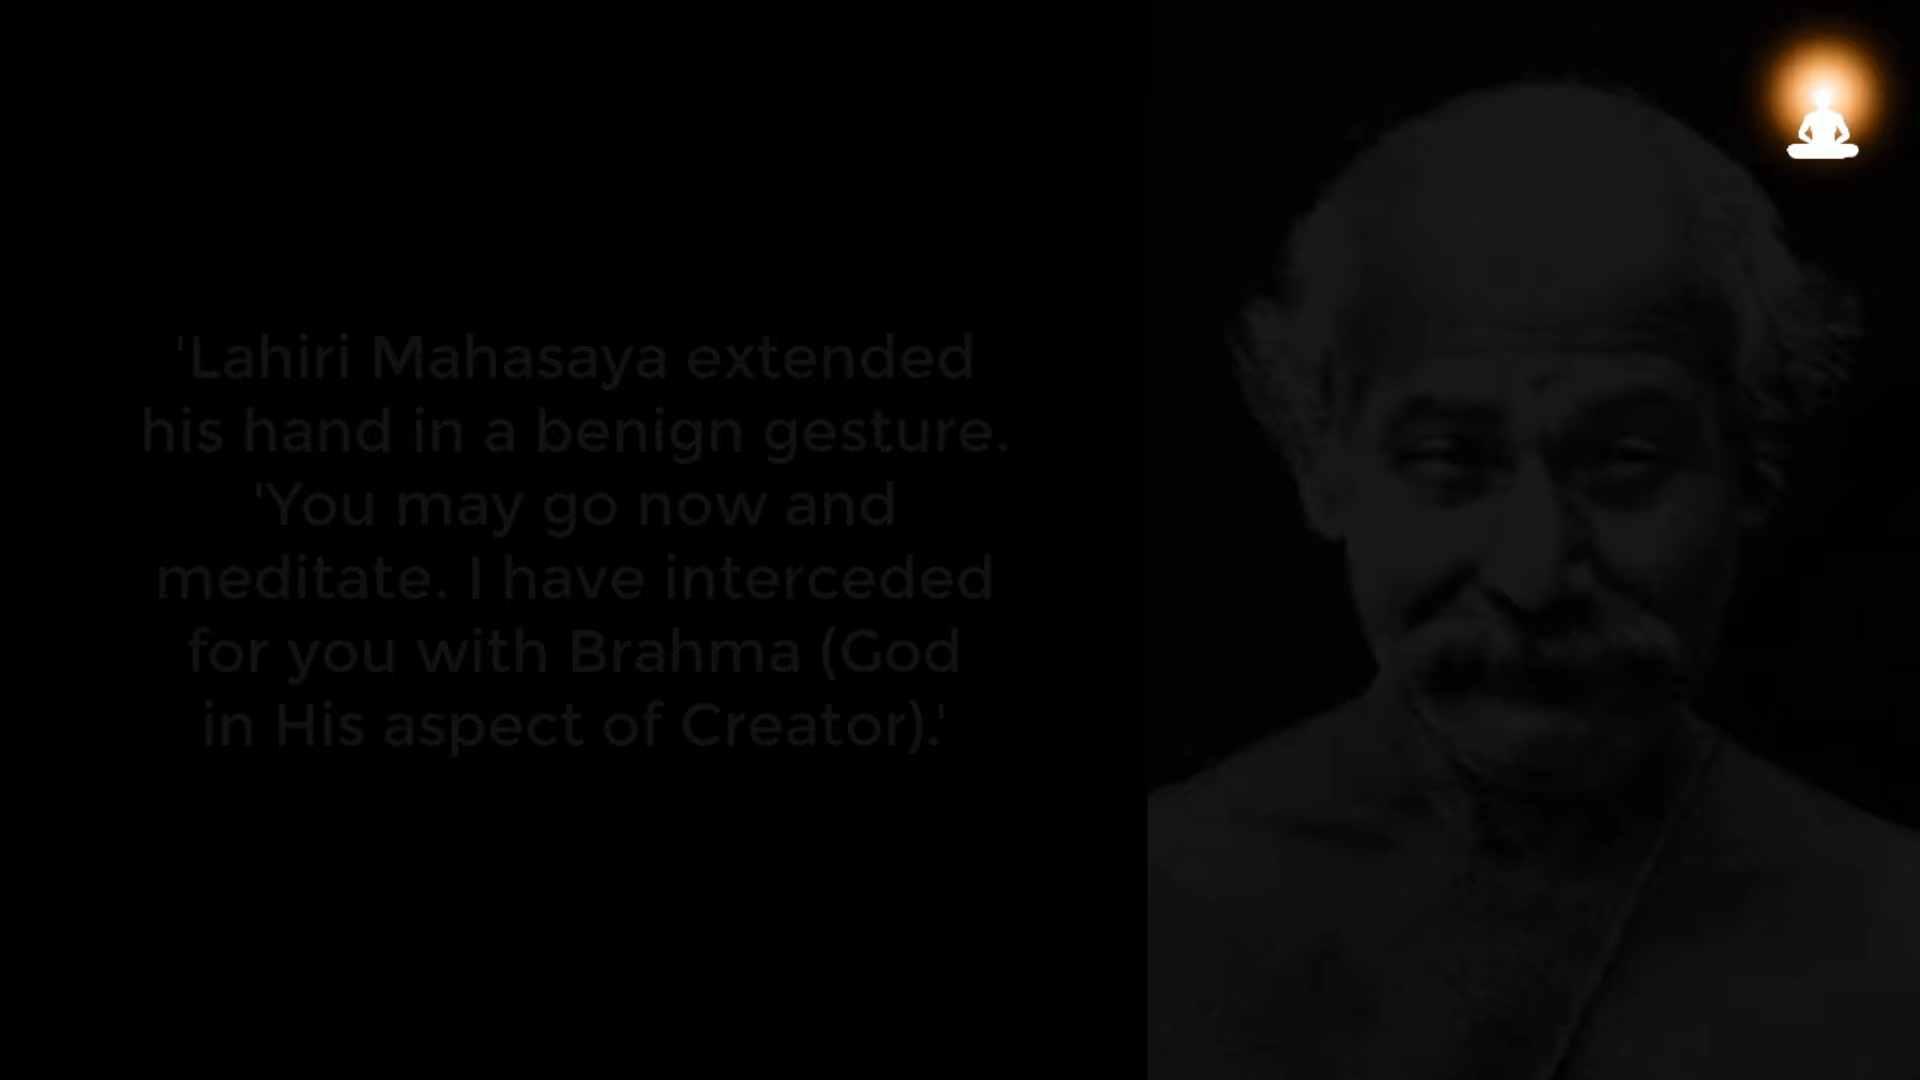 'Lahiri Mahasaya extended
his hand in a benign gesture.
'You may go now and
meditate. I have interceded
for you with Brahma (God
in His aspect of Creator).'